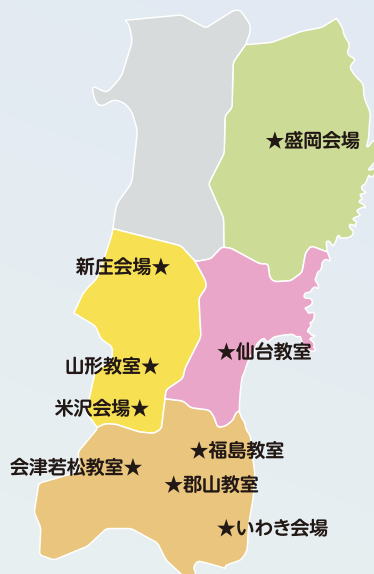 ★盛岡会場
新庄会場★
★仙台教室
山形教室★
米沢会場★
★福島教室
会津若松教室★
★郡山教室
★いわき会場